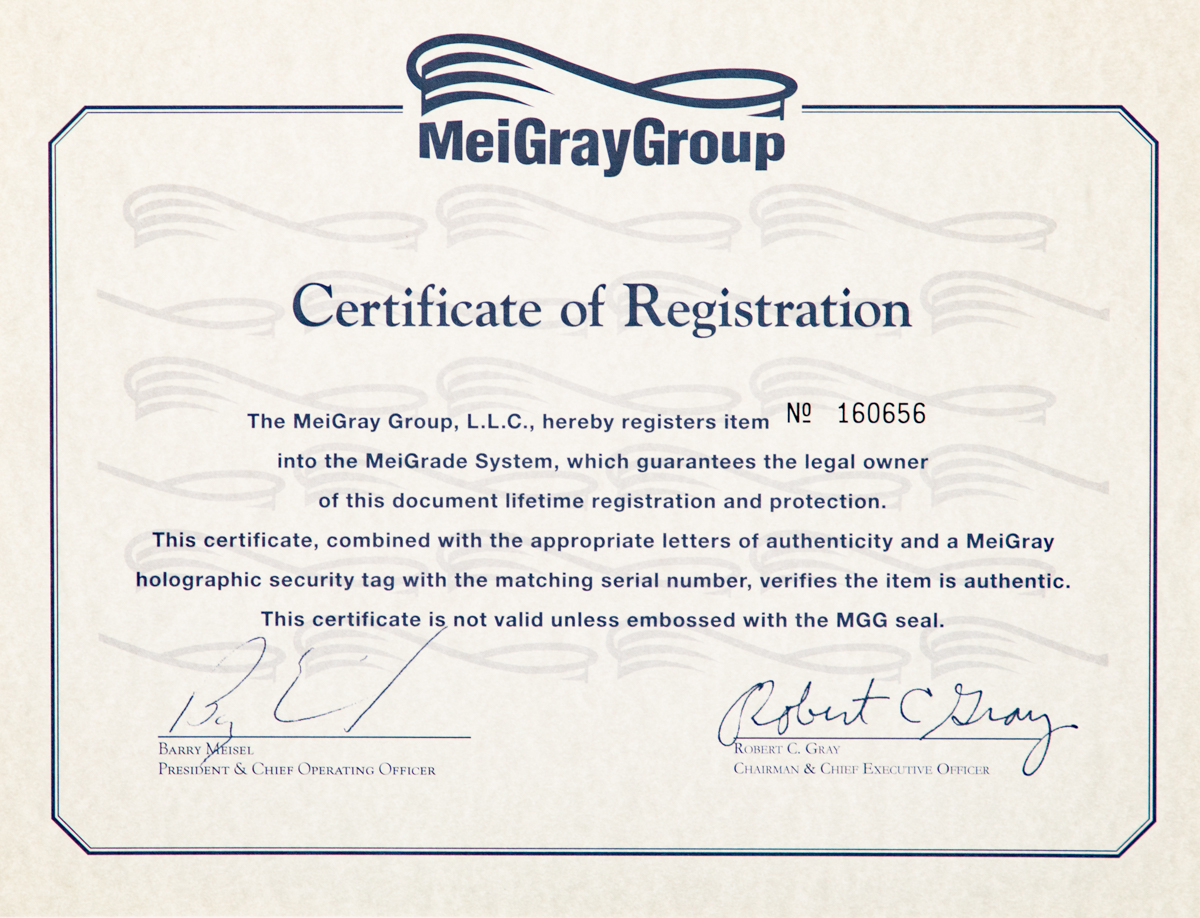 MeiGrayGroup
Certificate of Registration
The MeiGray Group, L.L.C., hereby registers item Nº 160656
into the MeiGrade System, which guarantees the legal owner
of this document lifetime registration and protection.
This certificate, combined with the appropriate letters of authenticity and a MeiGray
holographic security tag with the matching serial number, verifies the item is authentic.
This certificate is not valid unless embossed with the MGG seal.
Robert C Gray
Barry Meisel
President & Chief Operating Officer
Robert C. Gray
Chairman & Chief Executive Officer